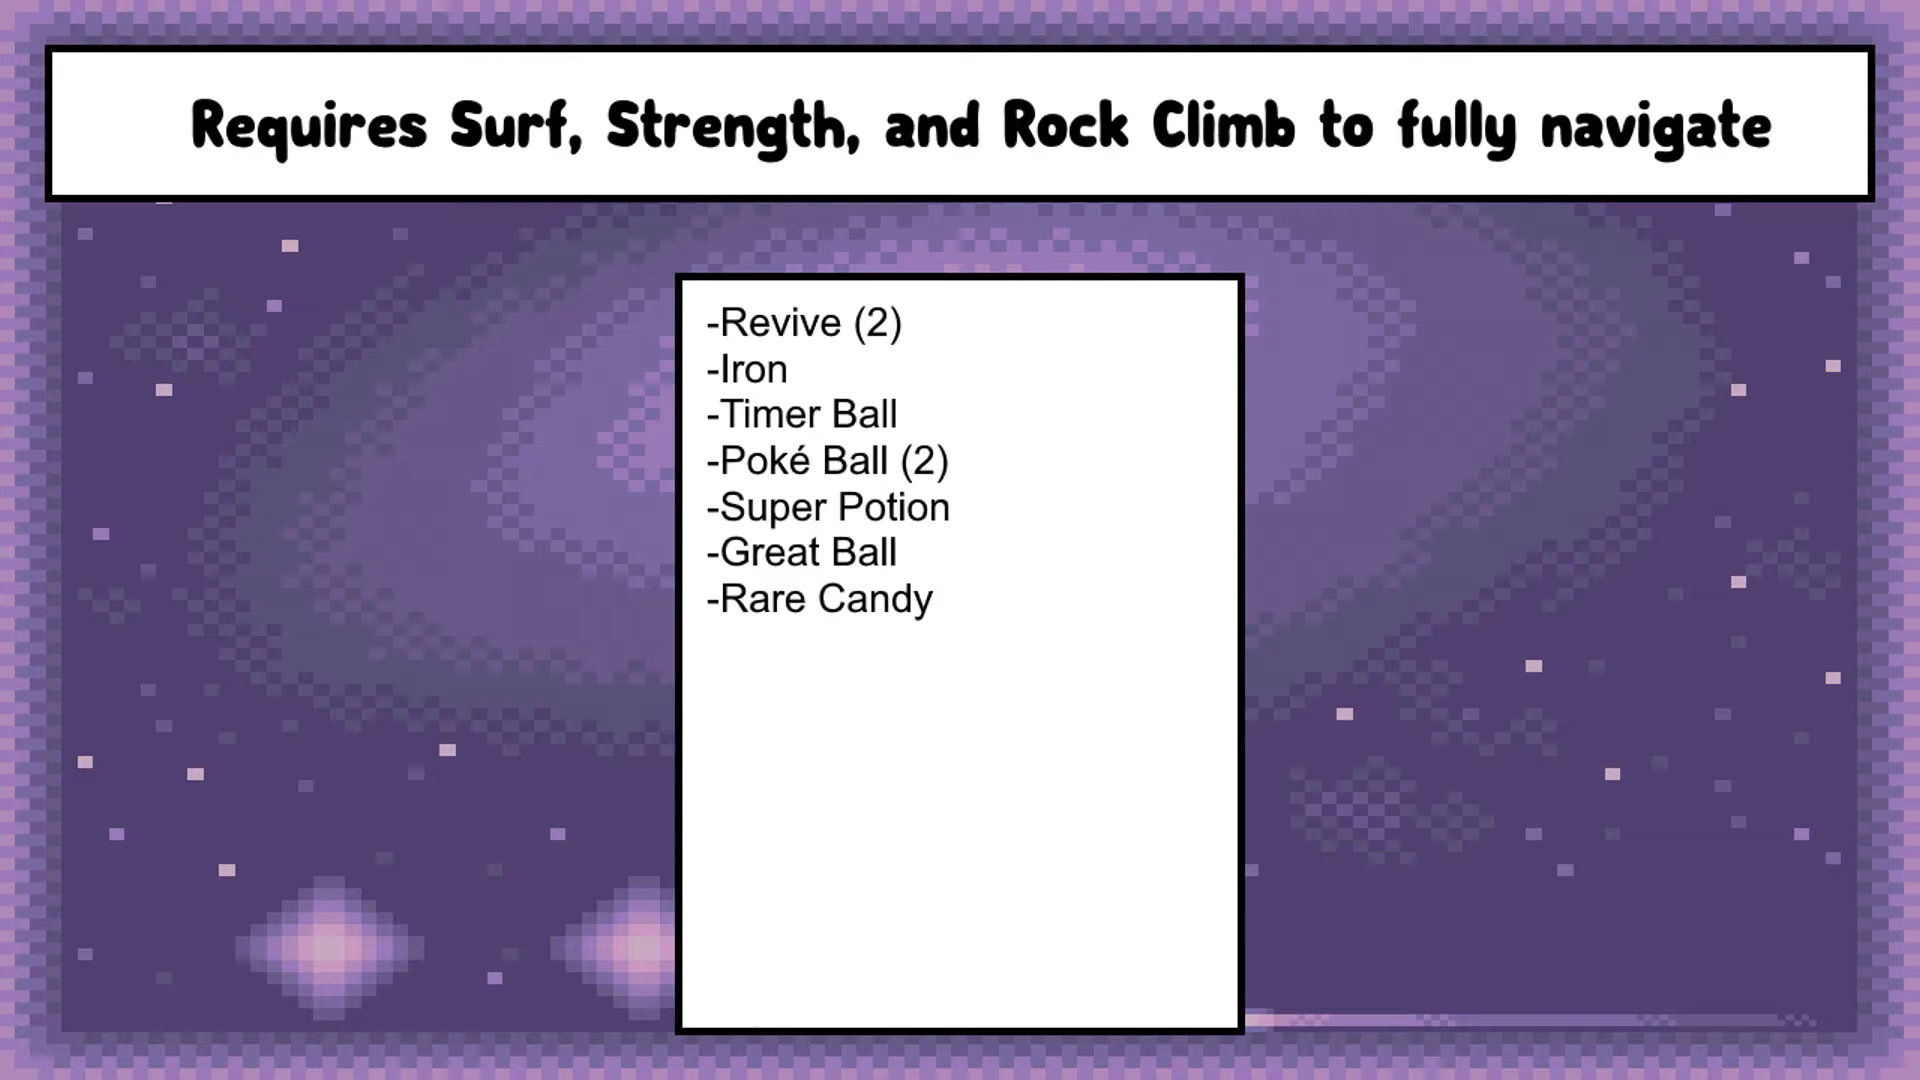 Requires Surf, Strength, and Rock Climb to fully navigate
-Revive (2)
-Iron
-Timer Ball
-Poké Ball (2)
-Super Potion
-Great Ball
-Rare Candy